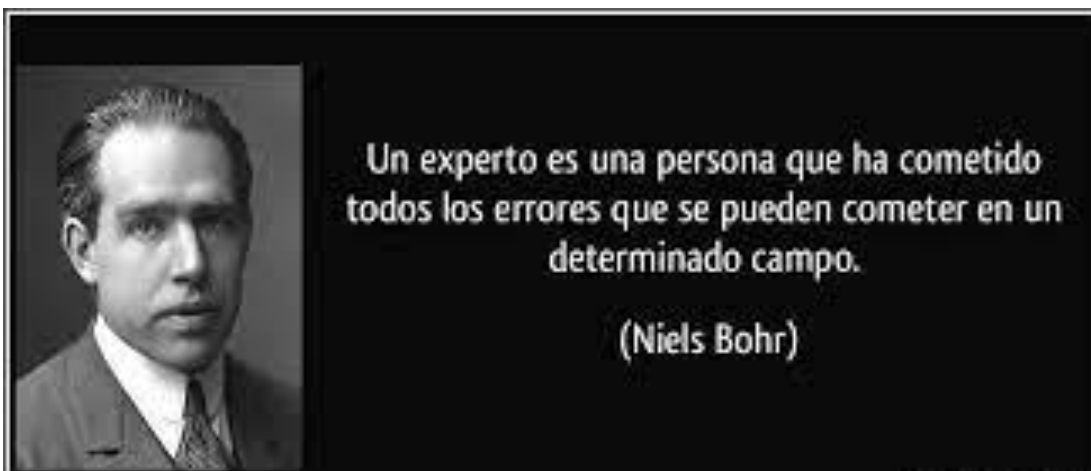 Un experto es una persona que ha cometido
todos los errores que se pueden cometer en un
determinado campo.
(Niels Bohr)